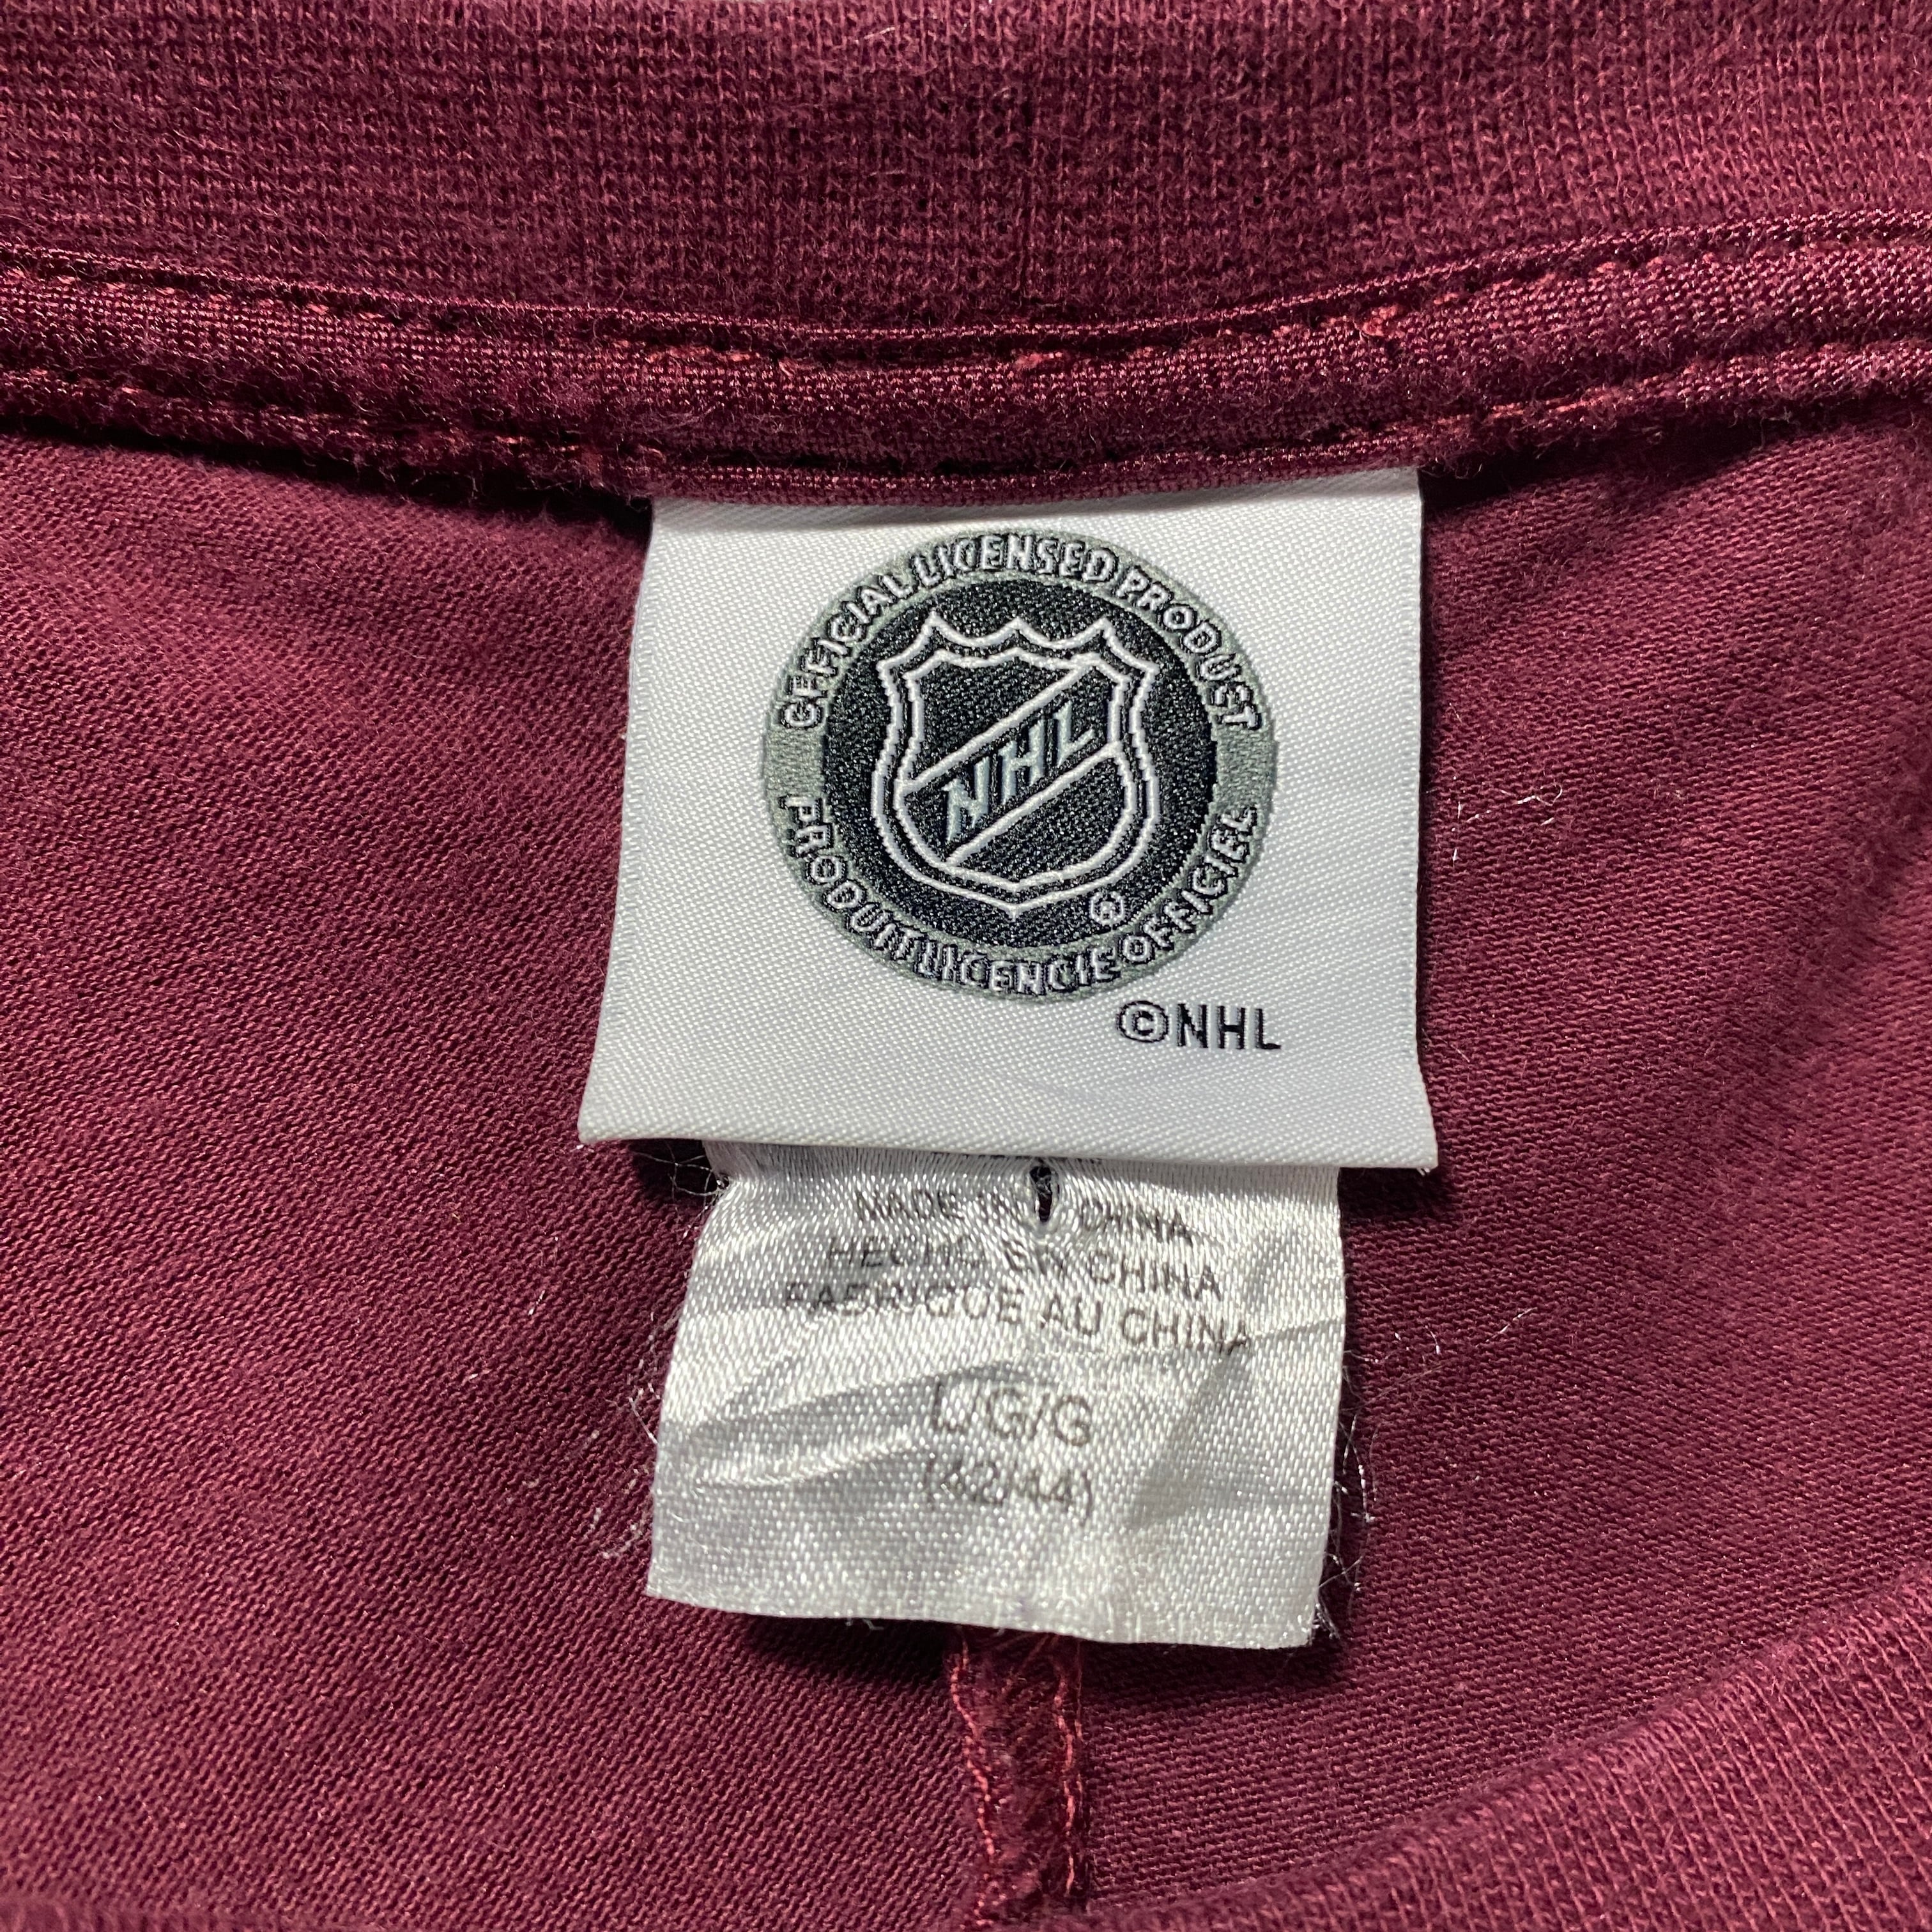 OFFICIAL LICENSED PRODUCT
NHL
®
PRODUIT LICENCIE OFFICIEL
©NHL
MADE IN CHINA
HECHO EN CHINA
FABRIQUE AU CHINA
L/G/G
(42/44)